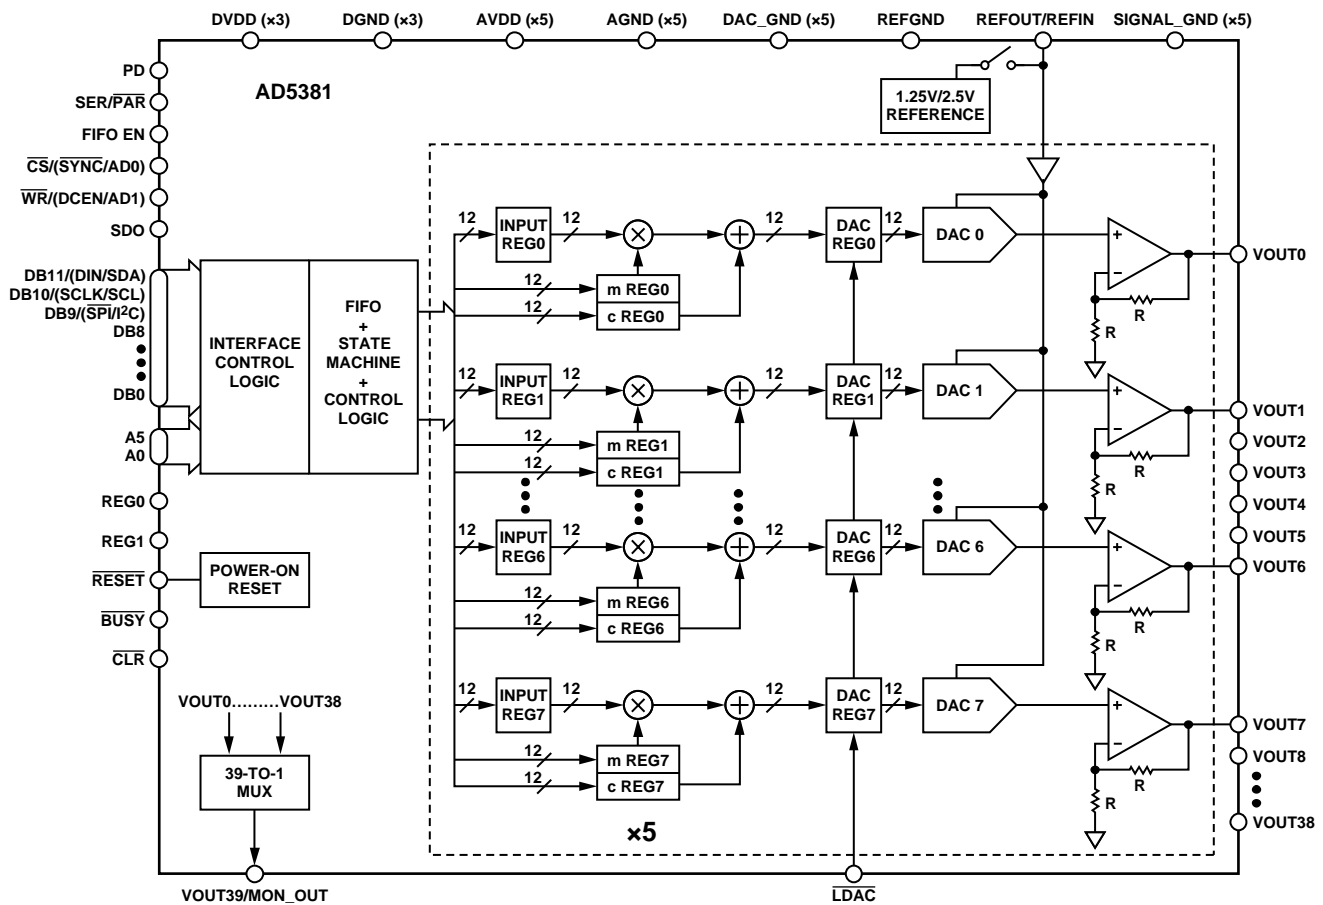 DVDD (×3) DGND (×3) AVDD (×5) AGND (×5) DAC_GND (×5) REFGND REFOUT/REFIN SIGNAL_GND (×5)
PD
SER/PAR
FIFO EN
CS/(SYNC/AD0)
WR/(DCEN/AD1)
SDO
DB11/(DIN/SDA)
DB10/(SCLK/SCL)
DB9/(SPI/I²C)
DB8
DB0
A5
A0
REG0
REG1
RESET
BUSY
CLR
AD5381
1.25V/2.5V
REFERENCE
INTERFACE
CONTROL
LOGIC
FIFO
+
STATE
MACHINE
+
CONTROL
LOGIC
POWER-ON
RESET
VOUT0.........VOUT38
39-TO-1
MUX
VOUT39/MON_OUT
12 INPUT REG0 12 × + 12 DAC REG0 12 DAC 0 + −
12 m REG0
12 c REG0
R
R
VOUT0
12 INPUT REG1 12 × + 12 DAC REG1 12 DAC 1 + −
12 m REG1
12 c REG1
R
R
VOUT1
VOUT2
VOUT3
VOUT4
VOUT5
VOUT6
12 INPUT REG6 12 × + 12 DAC REG6 12 DAC 6 + −
12 m REG6
12 c REG6
R
R
12 INPUT REG7 12 × + 12 DAC REG7 12 DAC 7 + −
12 m REG7
12 c REG7
R
R
VOUT7
VOUT8
VOUT38
×5
LDAC